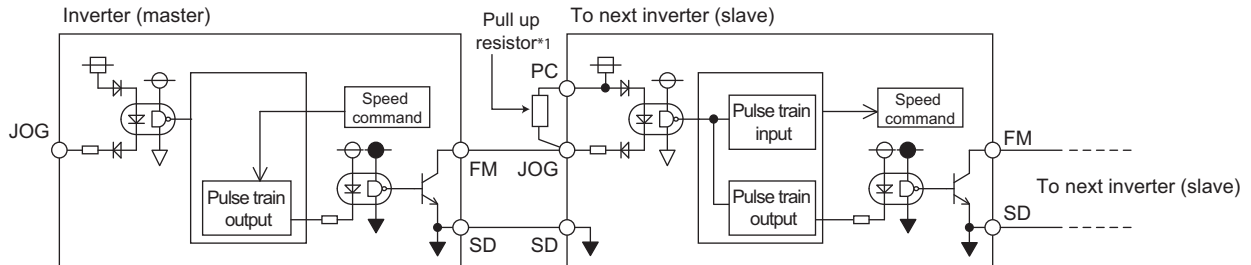 Inverter (master)
Pull up
resistor*1
To next inverter (slave)
PC
JOG
Speed
command
Pulse train
output
FM
SD
JOG
SD
Pulse train
input
Speed
command
Pulse train
output
FM
SD
To next inverter (slave)